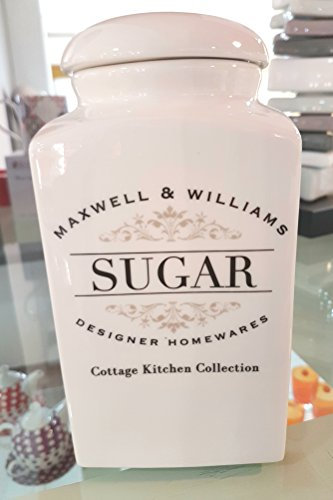 MAXWELL & WILLIAMS
SUGAR
DESIGNER HOMEWARES
Cottage Kitchen Collection